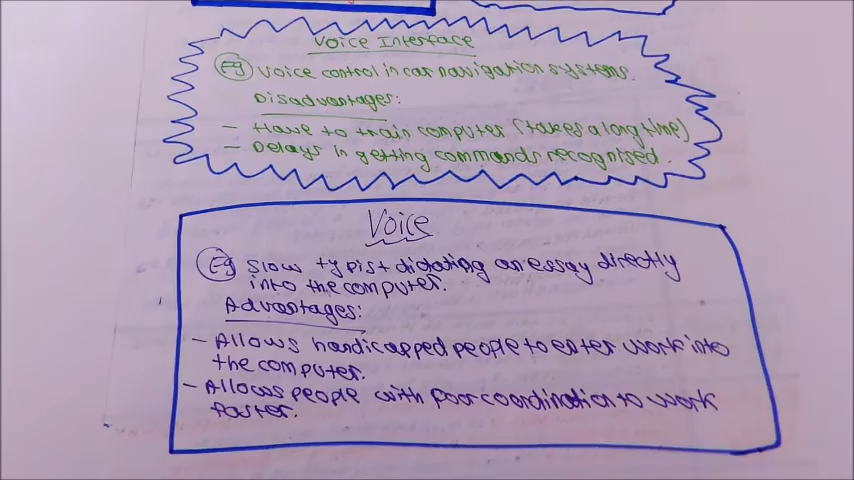 Voice Interface
Eg Voice control in car navigation systems.
Disadvantages:
- Have to train computer (takes a long time)
- Delays in getting commands recognised.
Voice
Eg Slow typist dictating an essay directly
into the computer.
Advantages:
- Allows handicapped people to enter work into
the computer.
- Allows people with poor coordination to work
faster.